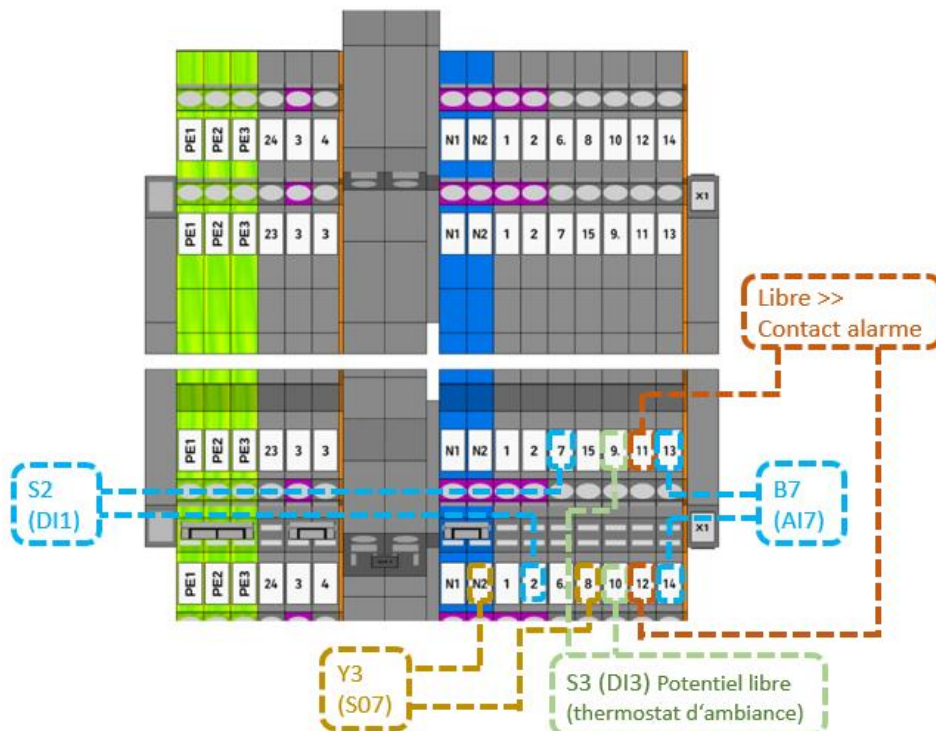 PE1 PE2 PE3 24 3 4 N1 N2 1 2 6. 8 10 12 14
X1
PE1 PE2 PE3 23 3 3 N1 N2 1 2 7 15 9. 11 13
Libre >>
Contact alarme
PE1 PE2 PE3 23 3 3 N1 N2 1 2 7 15 9. 11 13
S2
(DI1)
B7
(AI7)
X1
PE1 PE2 PE3 24 3 4 N1 N2 1 2 6. 8 10 12 14
Y3
(S07)
S3 (DI3) Potentiel libre
(thermostat d‘ambiance)